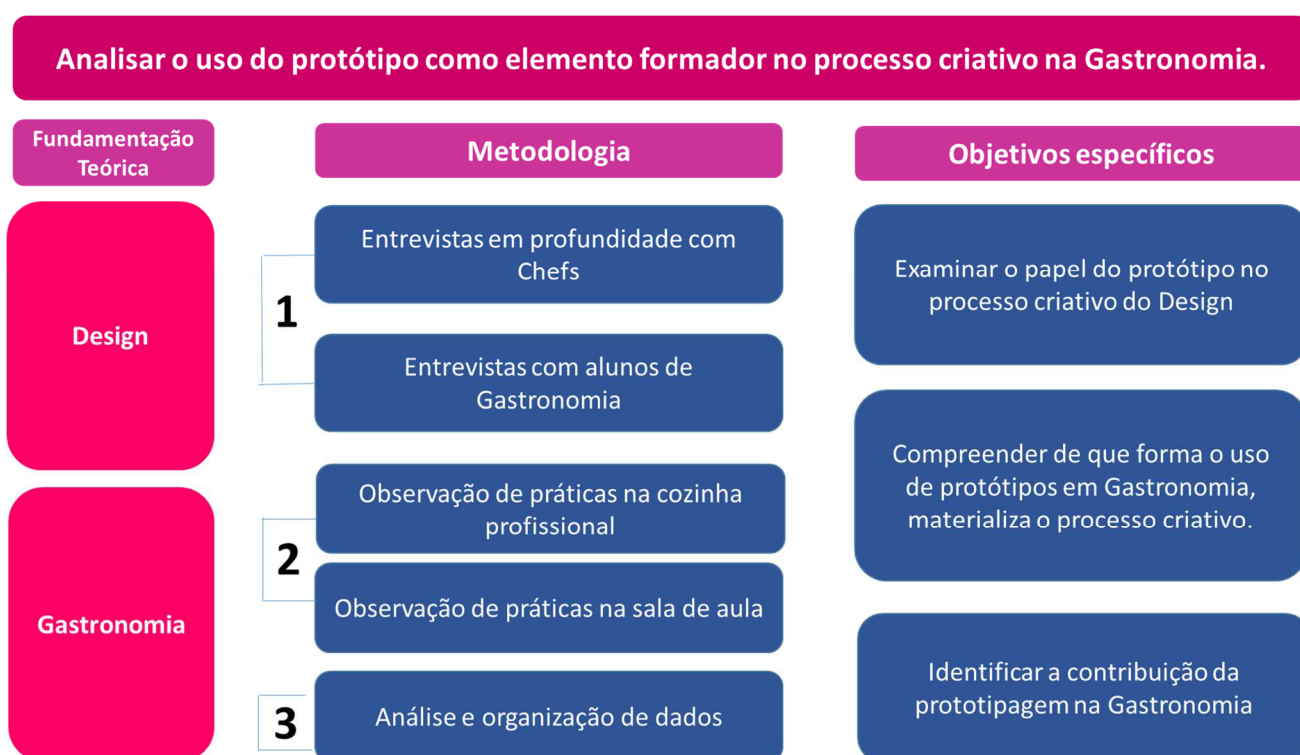 Analisar o uso do protótipo como elemento formador no processo criativo na Gastronomia.
Fundamentação
Teórica
Design
Gastronomia
Metodologia
1
Entrevistas em profundidade com
Chefs
Entrevistas com alunos de
Gastronomia
2
Observação de práticas na cozinha
profissional
Observação de práticas na sala de aula
3
Análise e organização de dados
Objetivos específicos
Examinar o papel do protótipo no
processo criativo do Design
Compreender de que forma o uso
de protótipos em Gastronomia,
materializa o processo criativo.
Identificar a contribuição da
prototipagem na Gastronomia